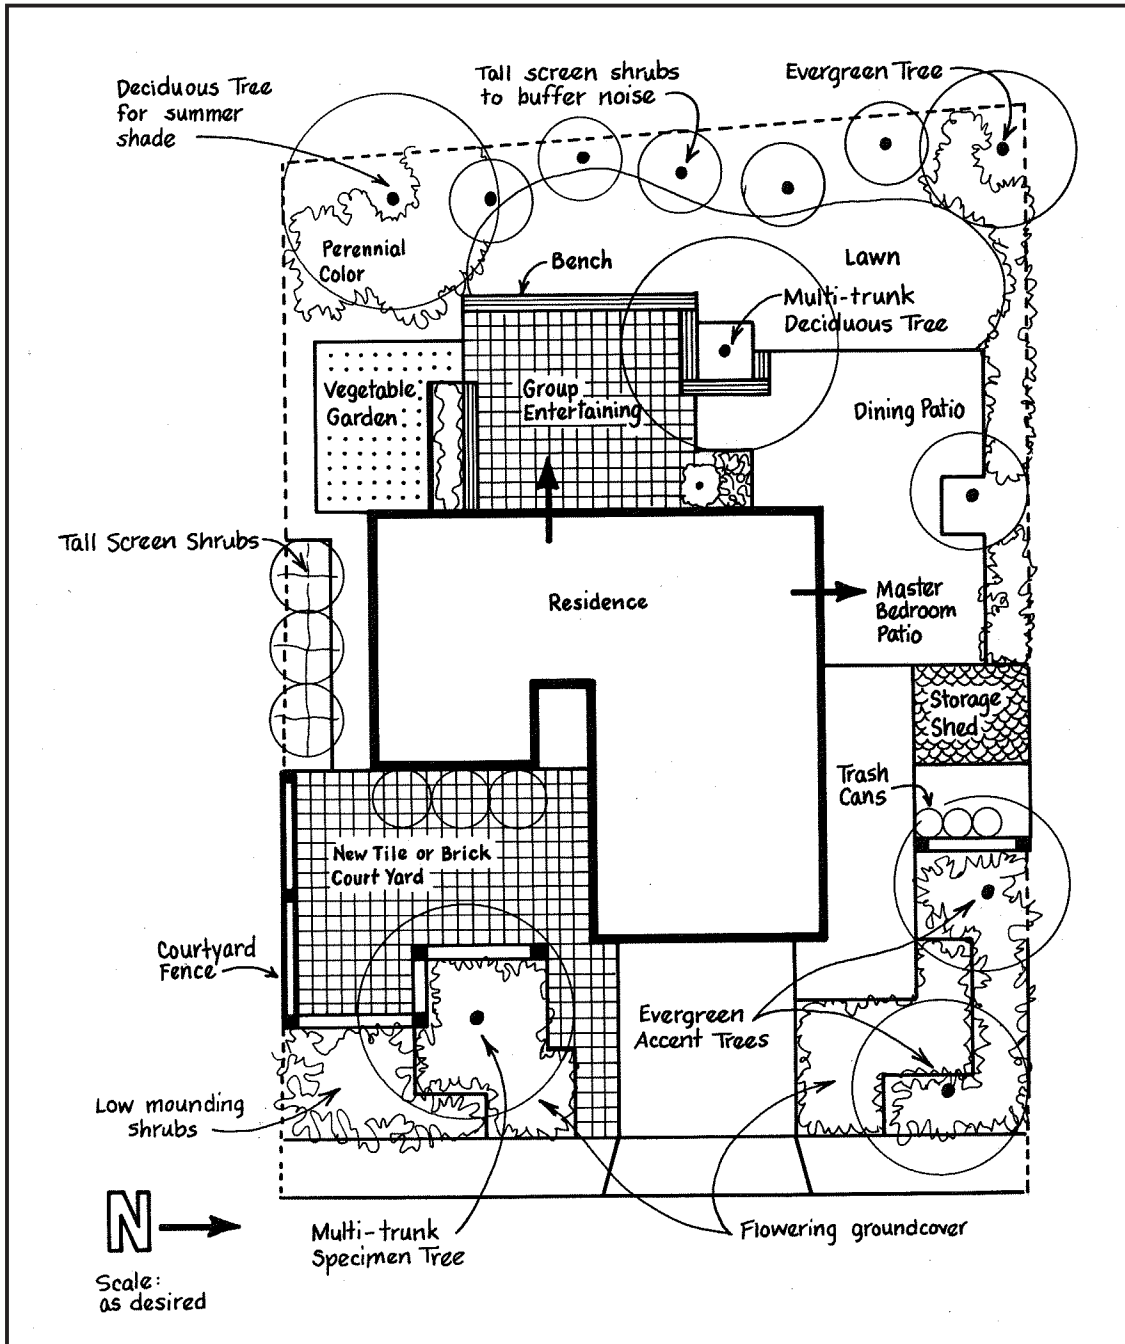 Deciduous Tree
for summer
shade
Tall screen shrubs
to buffer noise
Evergreen Tree
Perennial
Color
Bench
Lawn
Multi-trunk
Deciduous Tree
Vegetable
Garden
Group
Entertaining
Dining Patio
Tall Screen Shrubs
Residence
Master
Bedroom
Patio
Storage
Shed
Trash
Cans
New Tile or Brick
Court Yard
Courtyard
Fence
Evergreen
Accent Trees
Low mounding
shrubs
N
Multi-trunk
Specimen Tree
Flowering groundcover
Scale:
as desired